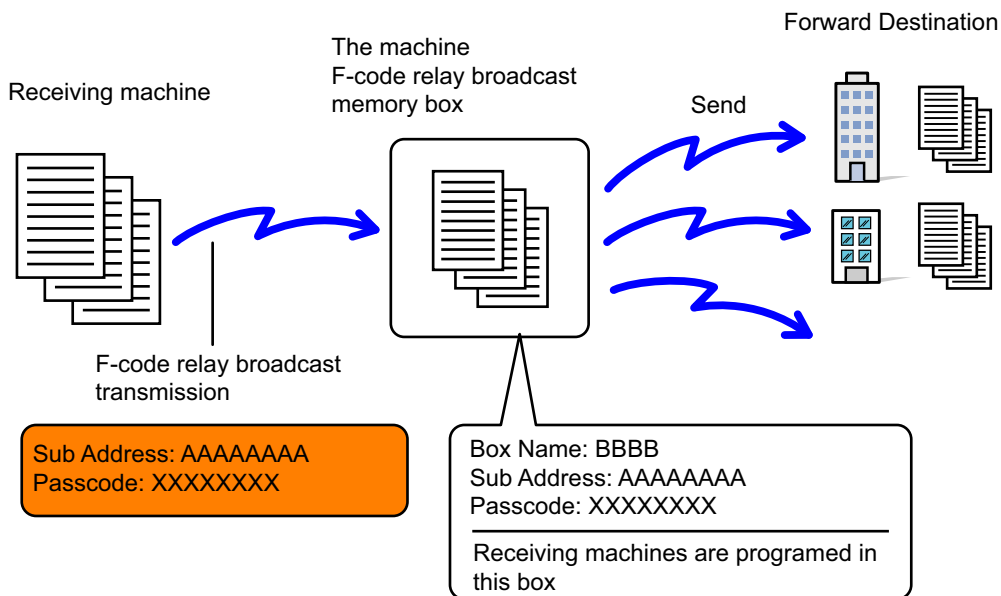 Forward Destination
The machine
F-code relay broadcast
memory box
Receiving machine
Send
F-code relay broadcast
transmission
Sub Address: AAAAAAAA
Passcode: XXXXXXXX
Box Name: BBBB
Sub Address: AAAAAAAA
Passcode: XXXXXXXX
Receiving machines are programed in
this box